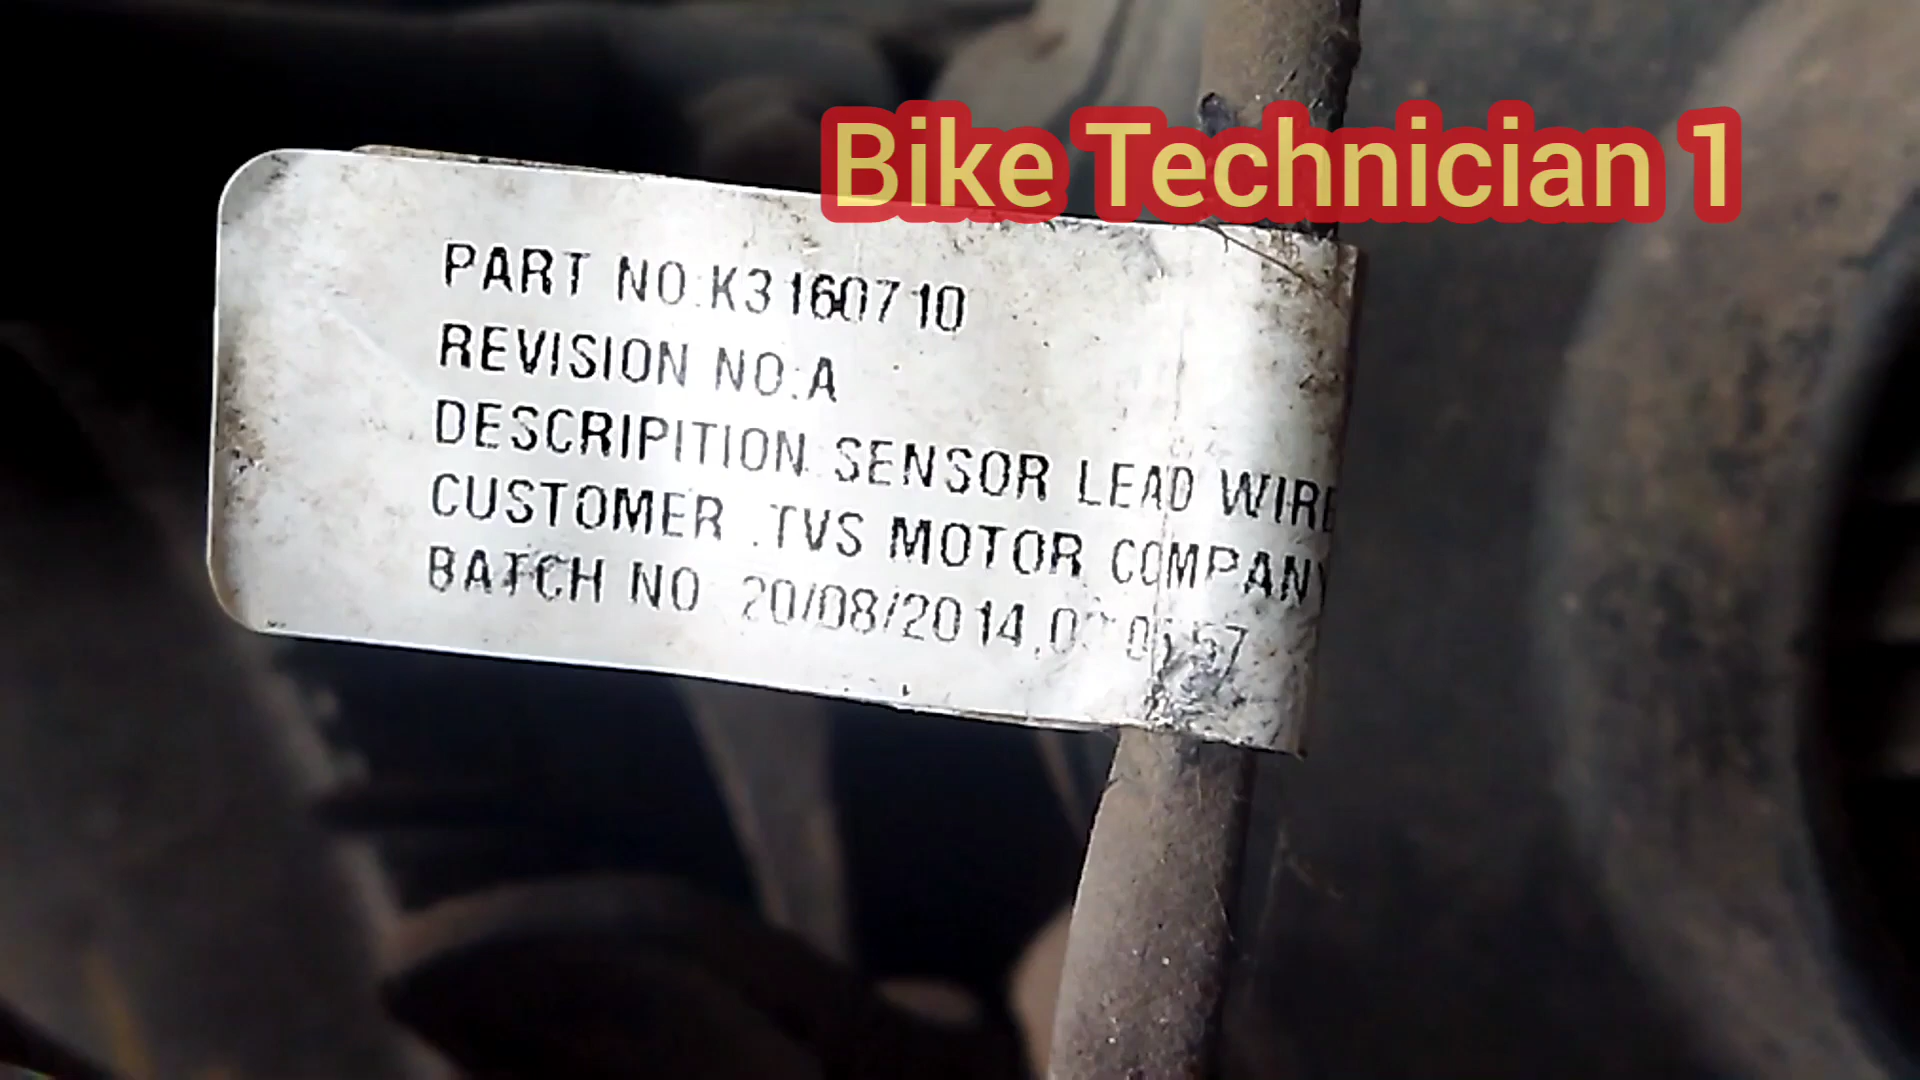 Bike Technician 1
PART NO:K3160710
REVISION NO:A
DESCRIPITION:SENSOR LEAD WIRE
CUSTOMER :TVS MOTOR COMPANY
BATCH NO 20/08/2014